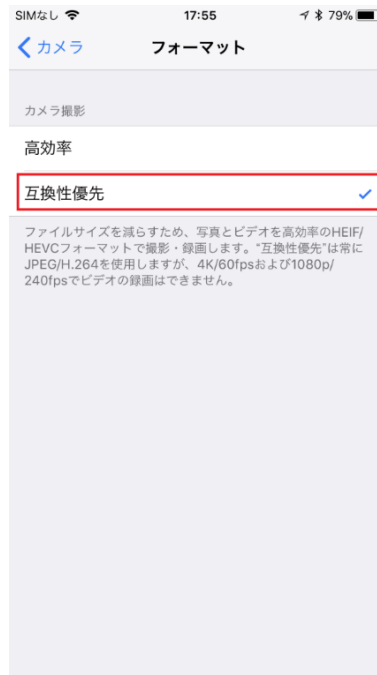 SIMなし 17:55 79%
カメラ フォーマット
カメラ撮影
高効率
互換性優先
ファイルサイズを減らすため、写真とビデオを高効率のHEIF/
HEVCフォーマットで撮影・録画します。“互換性優先”は常に
JPEG/H.264を使用しますが、4K/60fpsおよび1080p/
240fpsでビデオの録画はできません。